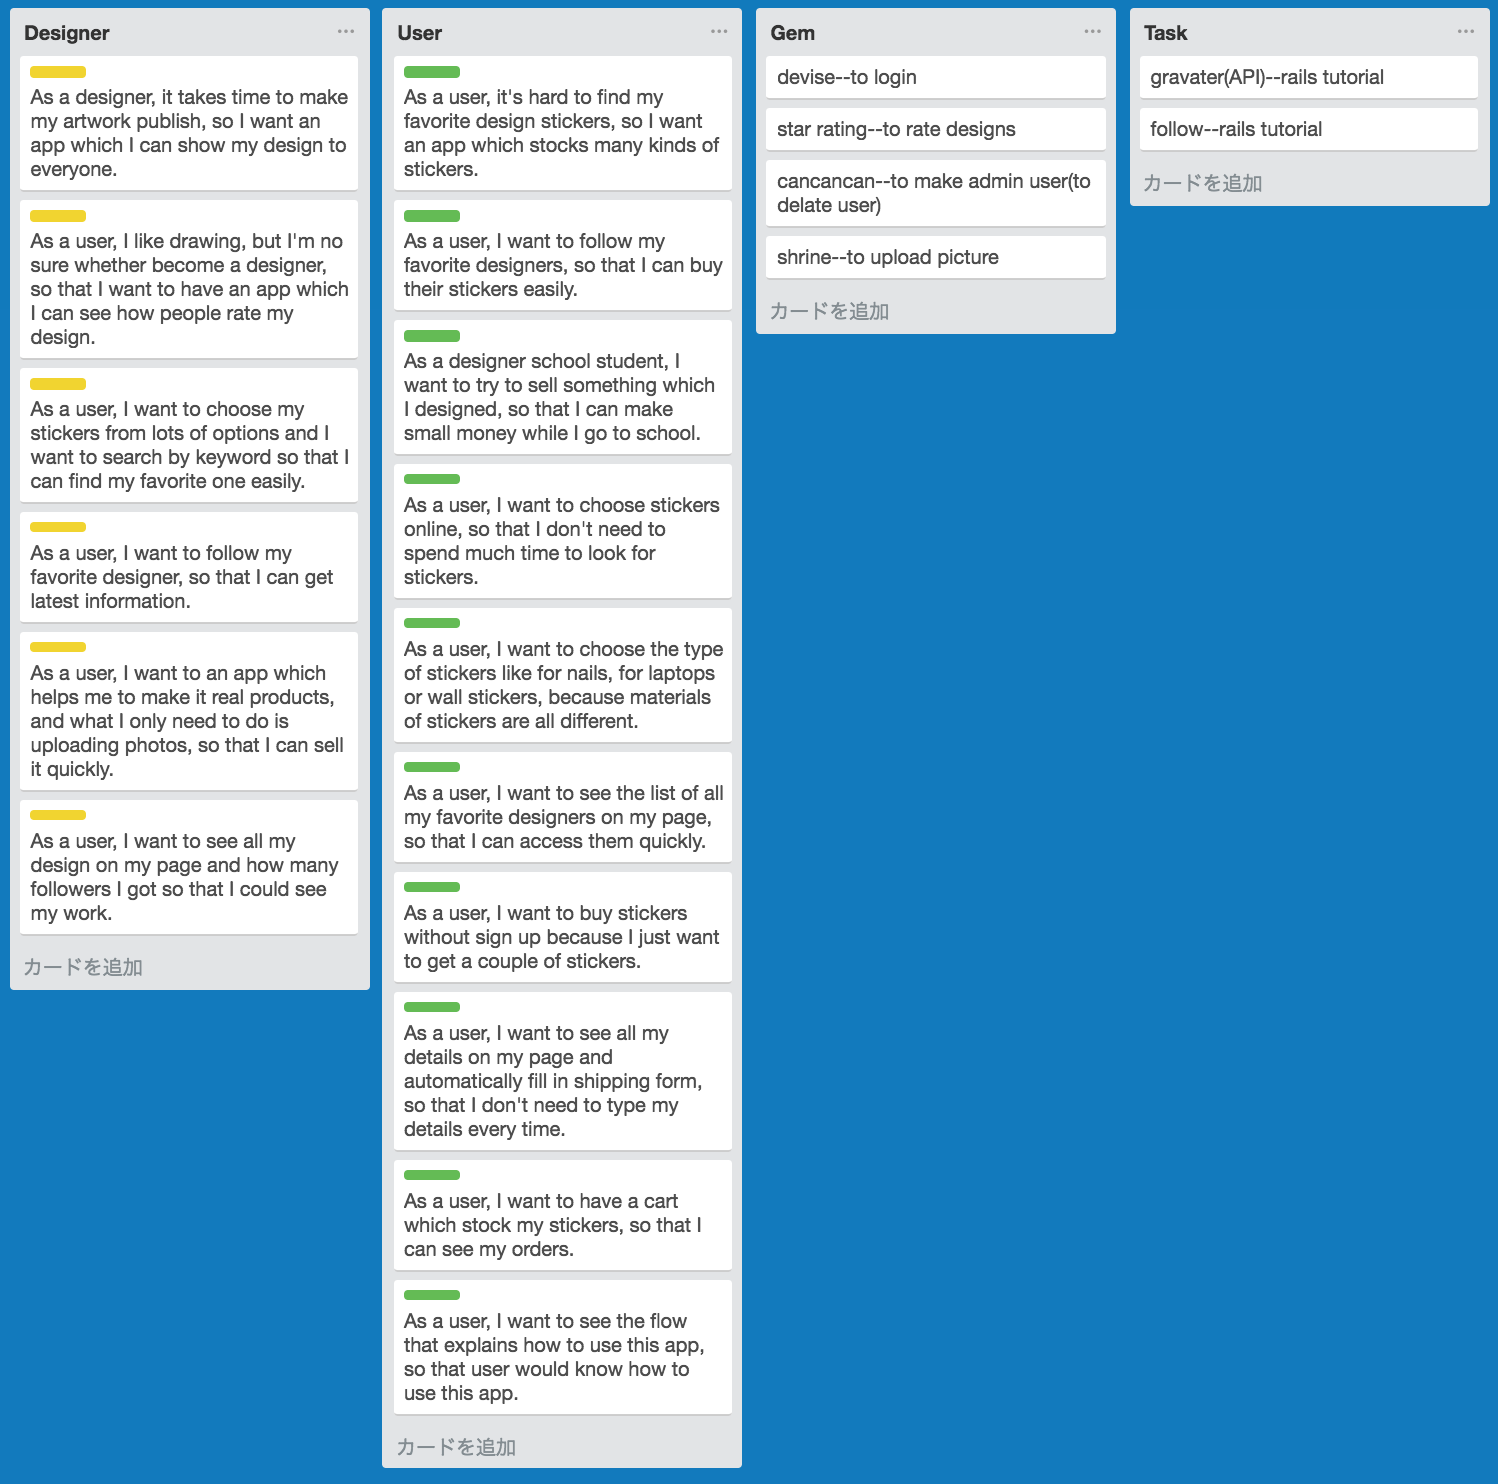 Designer
As a designer, it takes time to make
my artwork publish, so I want an
app which I can show my design to
everyone.
As a user, I like drawing, but I'm no
sure whether become a designer,
so that I want to have an app which
I can see how people rate my
design.
As a user, I want to choose my
stickers from lots of options and I
want to search by keyword so that I
can find my favorite one easily.
As a user, I want to follow my
favorite designer, so that I can get
latest information.
As a user, I want to an app which
helps me to make it real products,
and what I only need to do is
uploading photos, so that I can sell
it quickly.
As a user, I want to see all my
design on my page and how many
followers I got so that I could see
my work.
カードを追加
User
As a user, it's hard to find my
favorite design stickers, so I want
an app which stocks many kinds of
stickers.
As a user, I want to follow my
favorite designers, so that I can buy
their stickers easily.
As a designer school student, I
want to try to sell something which
I designed, so that I can make
small money while I go to school.
As a user, I want to choose stickers
online, so that I don't need to
spend much time to look for
stickers.
As a user, I want to choose the type
of stickers like for nails, for laptops
or wall stickers, because materials
of stickers are all different.
As a user, I want to see the list of all
my favorite designers on my page,
so that I can access them quickly.
As a user, I want to buy stickers
without sign up because I just want
to get a couple of stickers.
As a user, I want to see all my
details on my page and
automatically fill in shipping form,
so that I don't need to type my
details every time.
As a user, I want to have a cart
which stock my stickers, so that I
can see my orders.
As a user, I want to see the flow
that explains how to use this app,
so that user would know how to
use this app.
カードを追加
Gem
devise--to login
star rating--to rate designs
cancancan--to make admin user(to
delate user)
shrine--to upload picture
カードを追加
Task
gravater(API)--rails tutorial
follow--rails tutorial
カードを追加